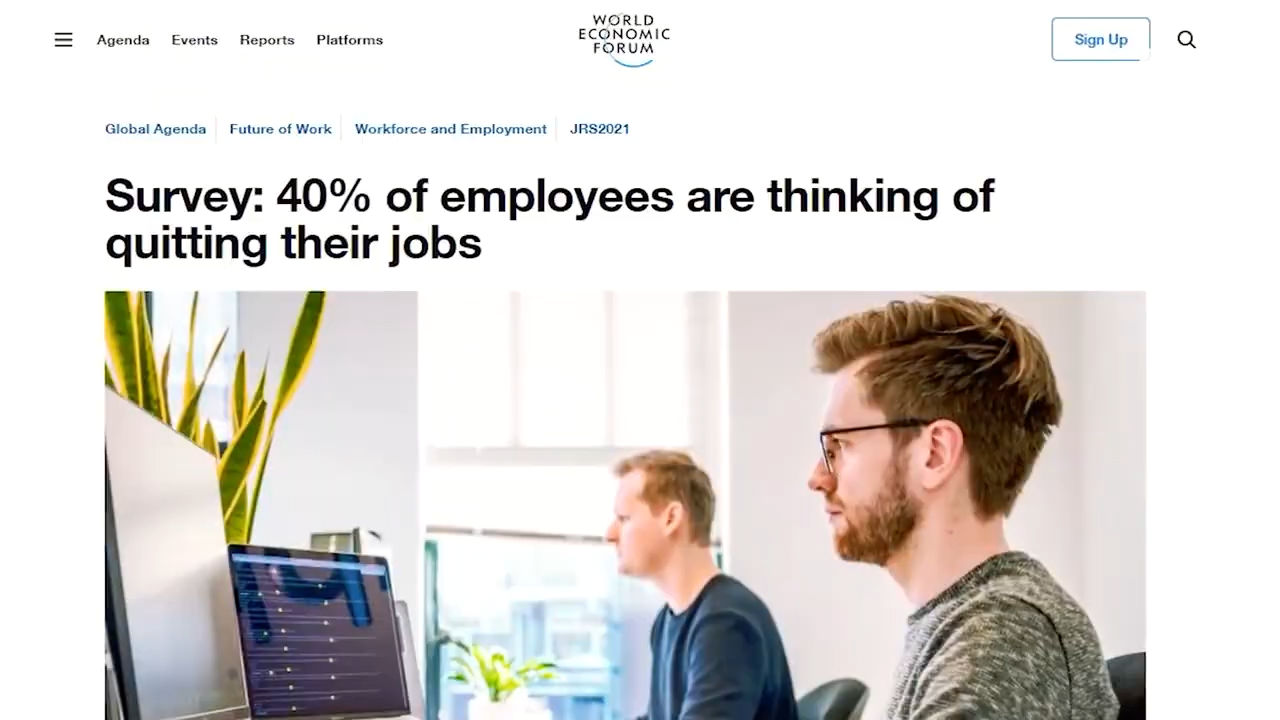 Agenda Events Reports Platforms
WORLD
ECONOMIC
FORUM
Sign Up
Global Agenda Future of Work Workforce and Employment JRS2021
Survey: 40% of employees are thinking of
quitting their jobs